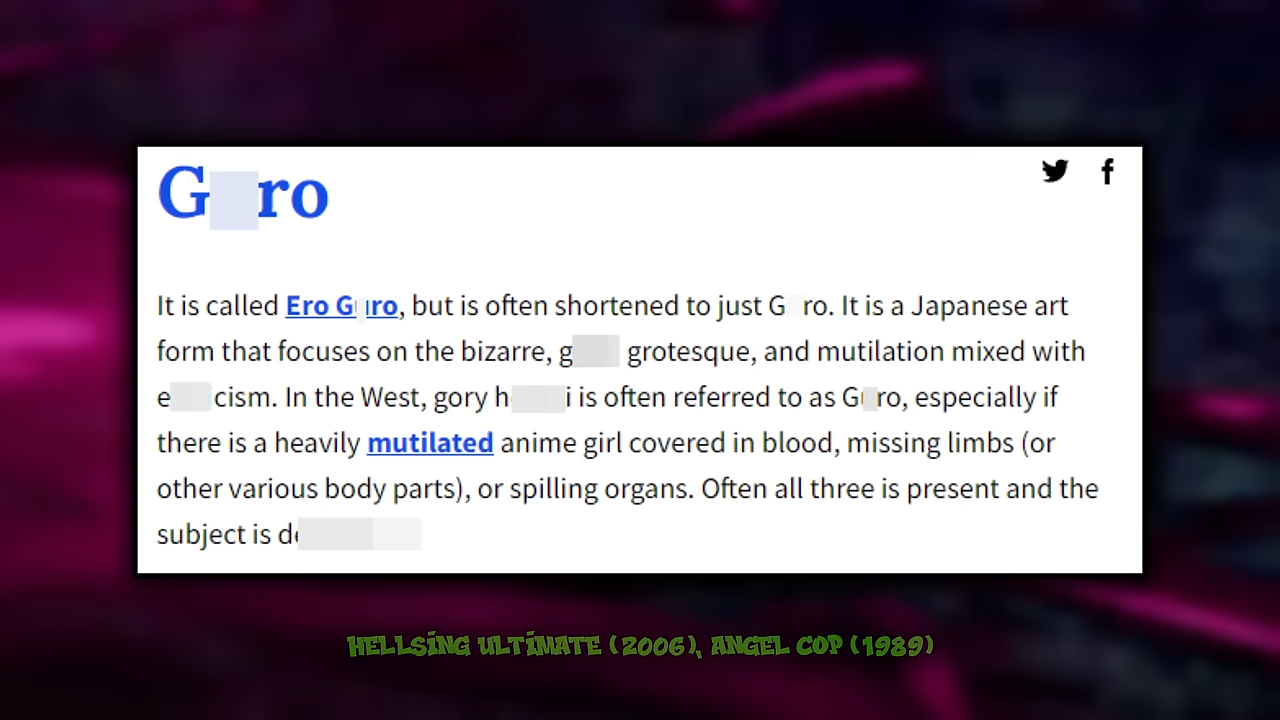 G ro
It is called Ero Guro, but is often shortened to just G ro. It is a Japanese art
form that focuses on the bizarre, g grotesque, and mutilation mixed with
e cism. In the West, gory h i is often referred to as G ro, especially if
there is a heavily mutilated anime girl covered in blood, missing limbs (or
other various body parts), or spilling organs. Often all three is present and the
subject is de
HELLSING ULTIMATE (2006), ANGEL COP (1989)